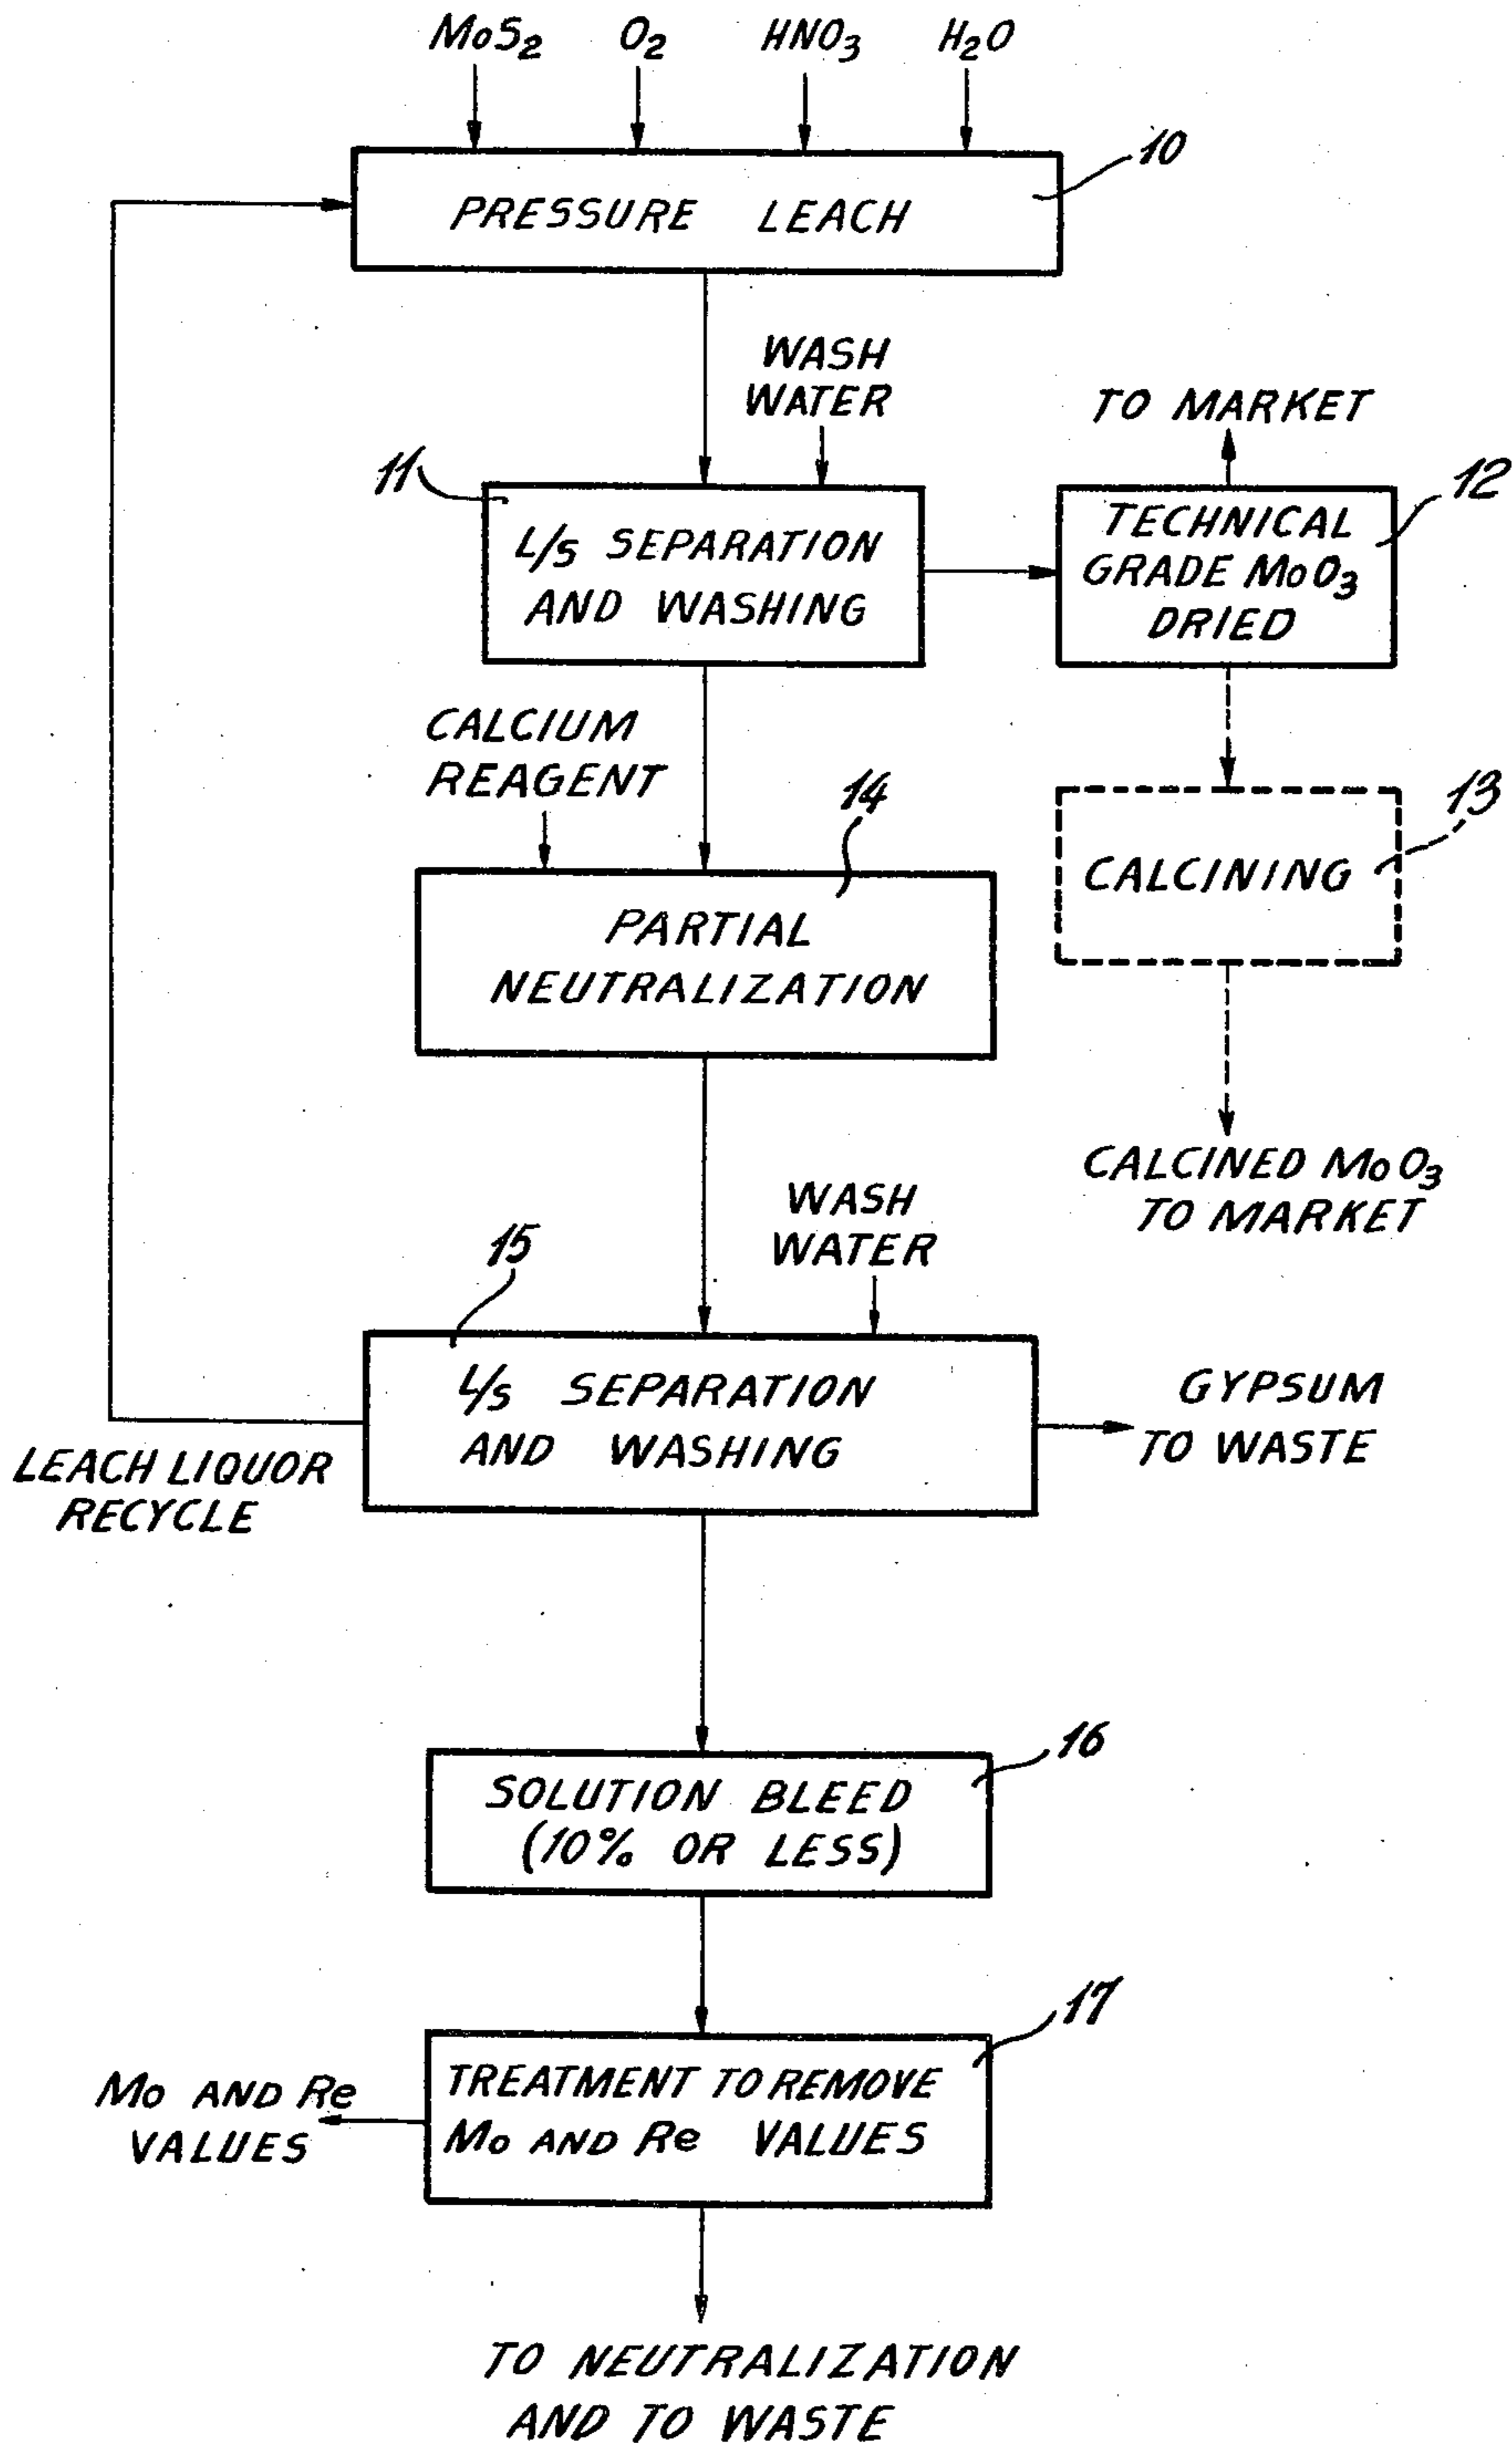 MoS2 O2 HNO3 H2O
10
PRESSURE LEACH
WASH
WATER
TO MARKET
11
12
L/S SEPARATION
AND WASHING
TECHNICAL
GRADE MoO3
DRIED
CALCIUM
REAGENT
14
13
CALCINING
PARTIAL
NEUTRALIZATION
CALCINED MoO3
TO MARKET
WASH
WATER
15
L/S SEPARATION
AND WASHING
GYPSUM
TO WASTE
LEACH LIQUOR
RECYCLE
16
SOLUTION BLEED
(10% OR LESS)
17
TREATMENT TO REMOVE
Mo AND Re VALUES
Mo AND Re
VALUES
TO NEUTRALIZATION
AND TO WASTE